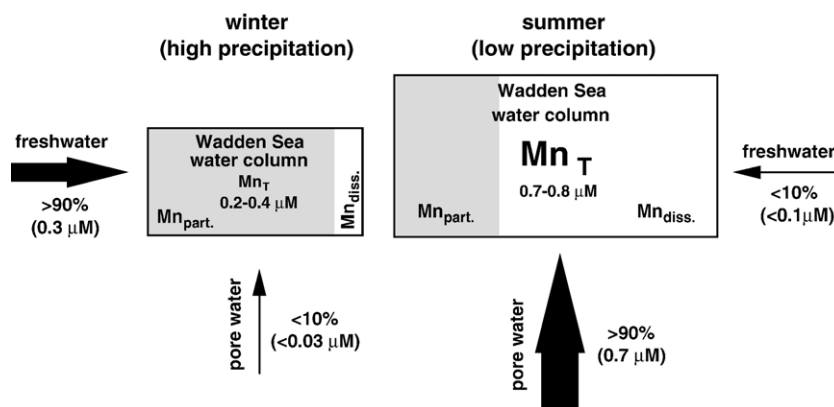 winter
(high precipitation)
summer
(low precipitation)
freshwater
>90%
(0.3 μM)
Wadden Sea
water column
Mn_T
0.2-0.4 μM
Mn_part.
Mn_diss.
pore water
<10%
(<0.03 μM)
Wadden Sea
water column
Mn_T
0.7-0.8 μM
Mn_part.
Mn_diss.
freshwater
<10%
(<0.1μM)
pore water
>90%
(0.7 μM)